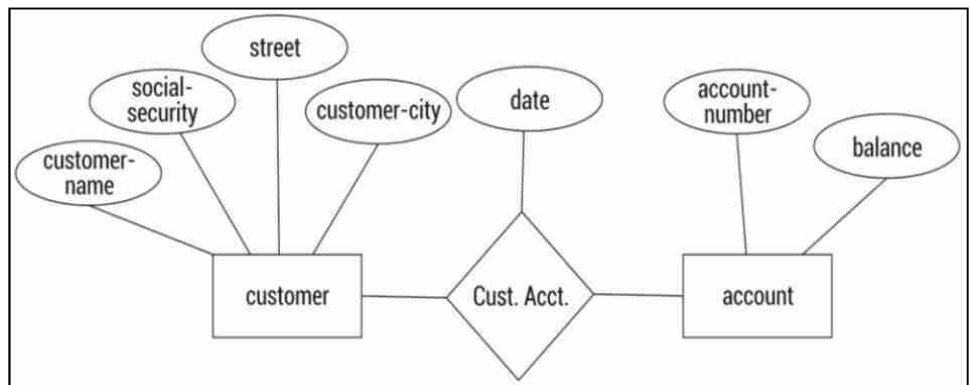 street
social-
security
customer-city
date
account-
number
customer-
name
balance
customer
Cust. Acct.
account